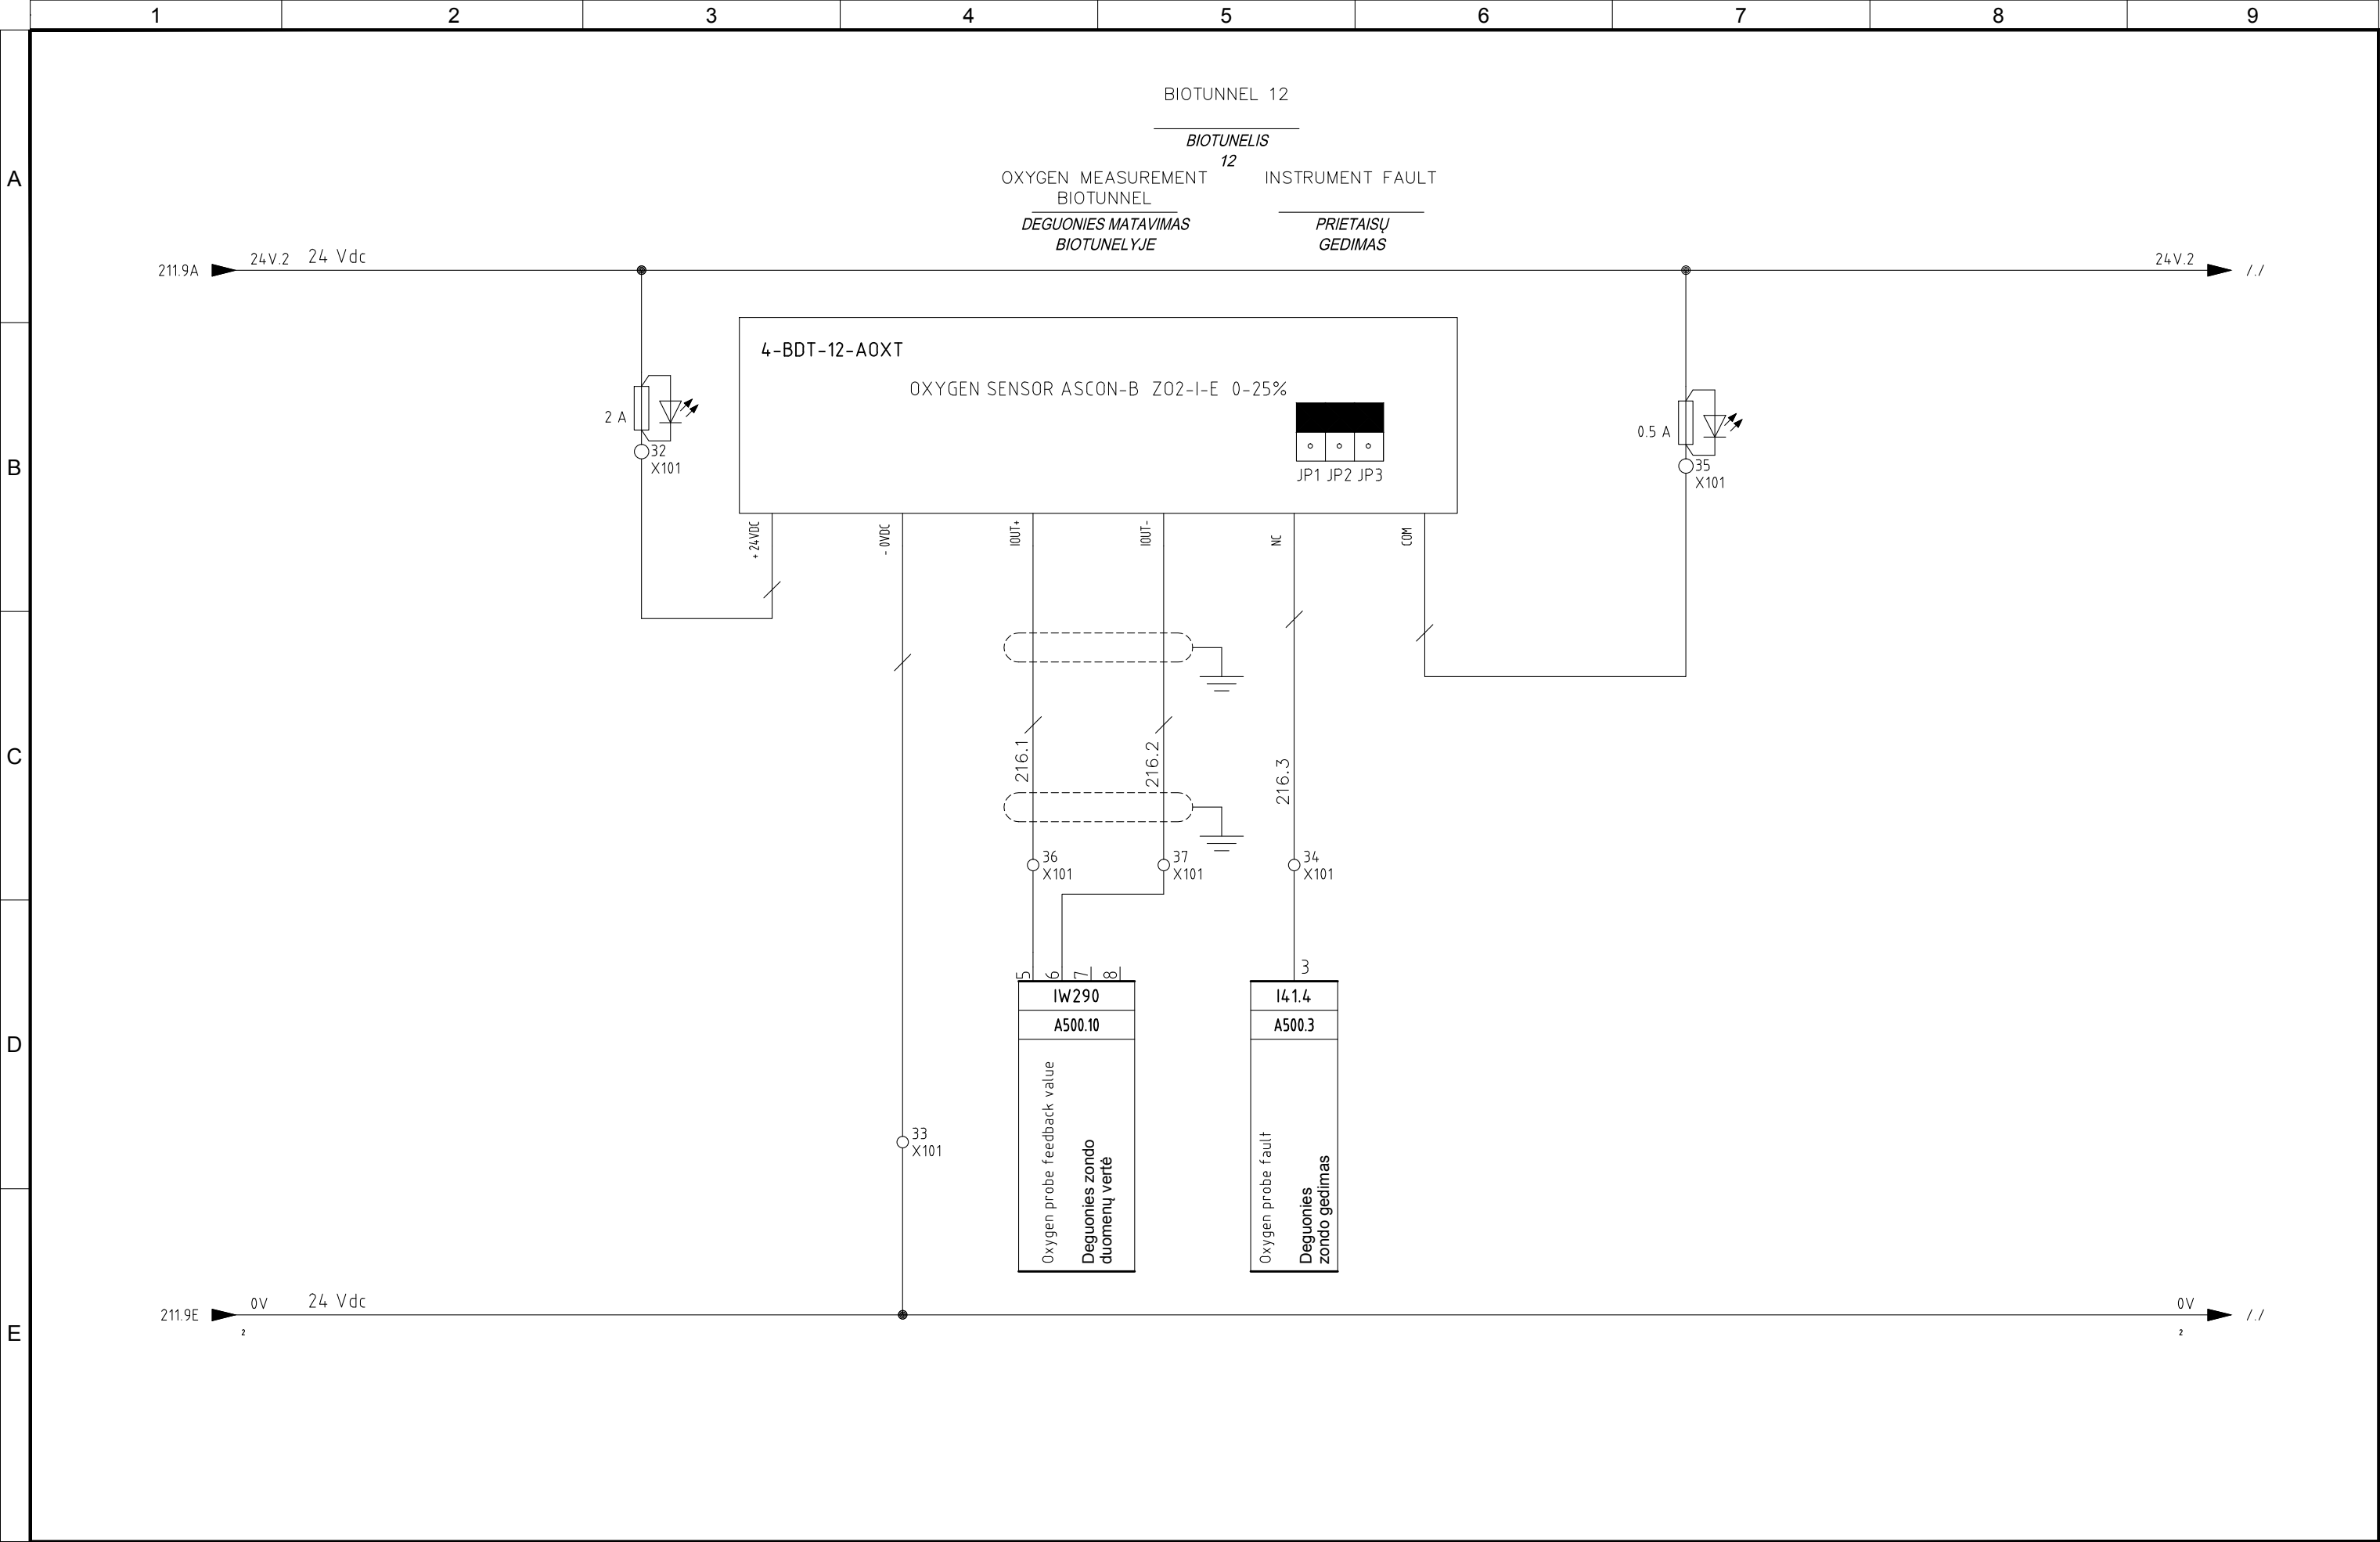 1 2 3 4 5 6 7 8 9
A
B
C
D
E
BIOTUNNEL 12
BIOTUNELIS
12
OXYGEN MEASUREMENT
BIOTUNNEL
DEGUONIES MATAVIMAS
BIOTUNELYJE
INSTRUMENT FAULT
PRIETAISŲ
GEDIMAS
211.9A 24V.2 24 Vdc
24V.2 /./
4-BDT-12-AOXT
OXYGEN SENSOR ASCON-B ZO2-I-E 0-25%
JP1 JP2 JP3
2 A
32
X101
0.5 A
35
X101
+24VDC
- 0VDC
IOUT+
IOUT-
NC
COM
216.1
216.2
216.3
36
X101
37
X101
34
X101
5
6
7
8
IW290
A500.10
Oxygen probe feedback value
Deguonies zondo
duomenų vertė
3
I41.4
A500.3
Oxygen probe fault
Deguonies
zondo gedimas
33
X101
211.9E 0V 24 Vdc
2
0V /./
2